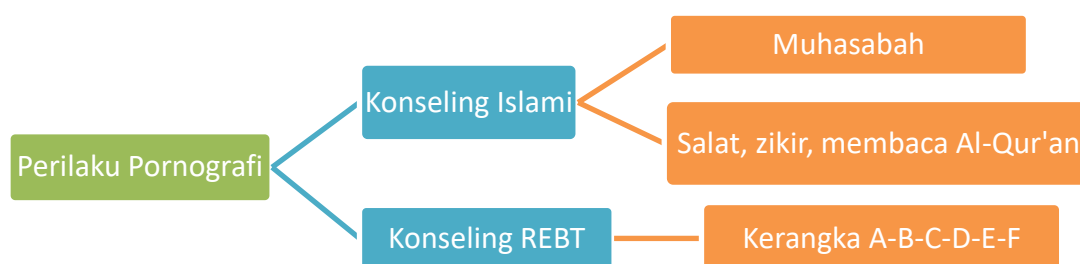 Perilaku Pornografi
Konseling Islami
Muhasabah
Salat, zikir, membaca Al-Qur'an
Konseling REBT
Kerangka A-B-C-D-E-F